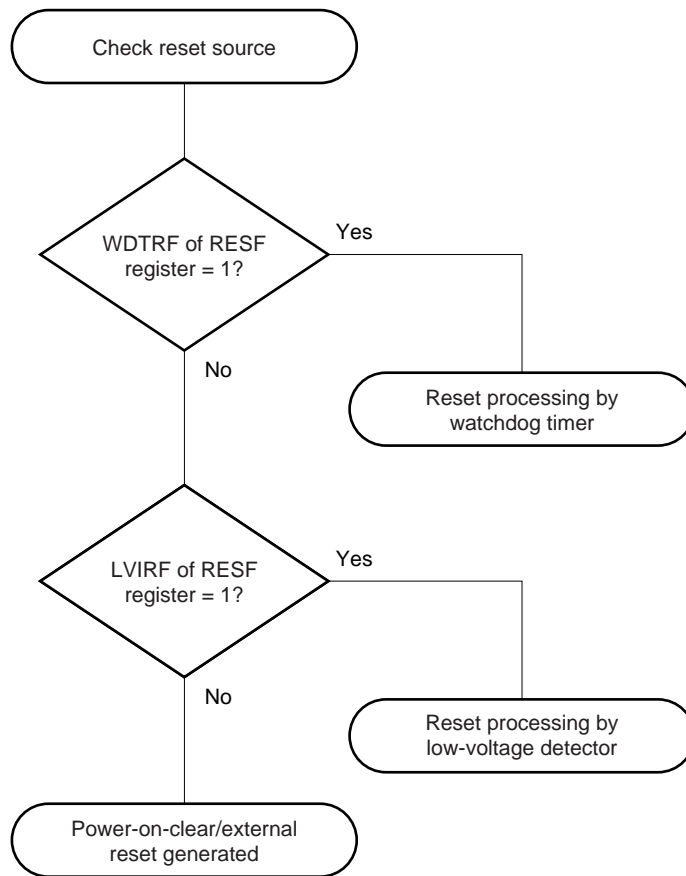 Check reset source
WDTRF of RESF
register = 1?
Yes
No
Reset processing by
watchdog timer
LVIRF of RESF
register = 1?
Yes
No
Reset processing by
low-voltage detector
Power-on-clear/external
reset generated